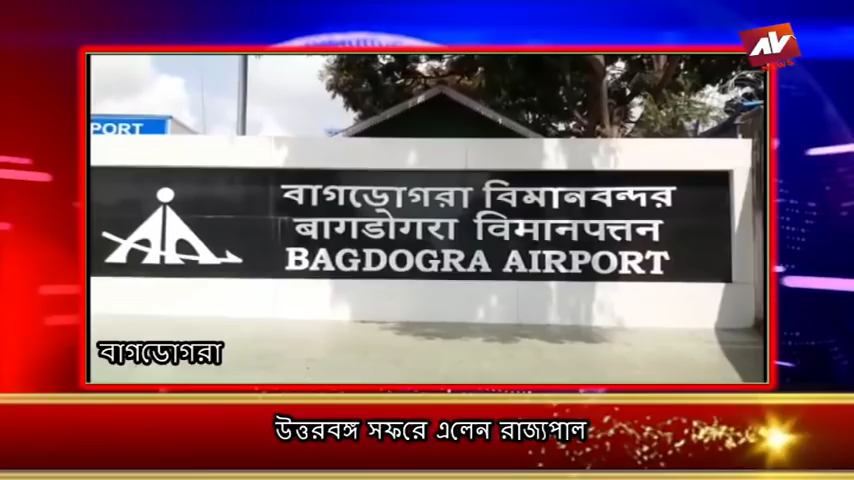 AV
NEWS
PORT
বাগডোগরা বিমানবন্দর
बागडोगरा विमानपत्तन
BAGDOGRA AIRPORT
বাগডোগরা
উত্তরবঙ্গ সফরে এলেন রাজ্যপাল